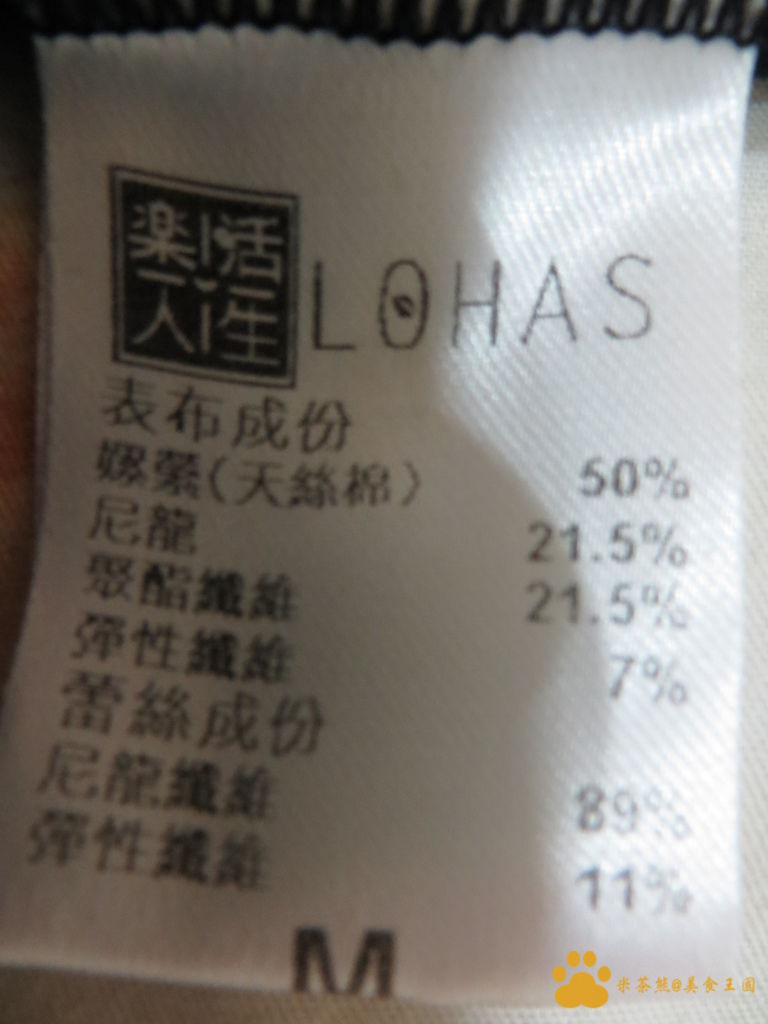 楽活人生 LOHAS
表布成份
嫘縈(天絲棉) 50%
尼龍 21.5%
聚酯纖維 21.5%
彈性纖維 7%
蕾絲成份
尼龍纖維 89%
彈性纖維 11%
M
米茶熊@美食王國